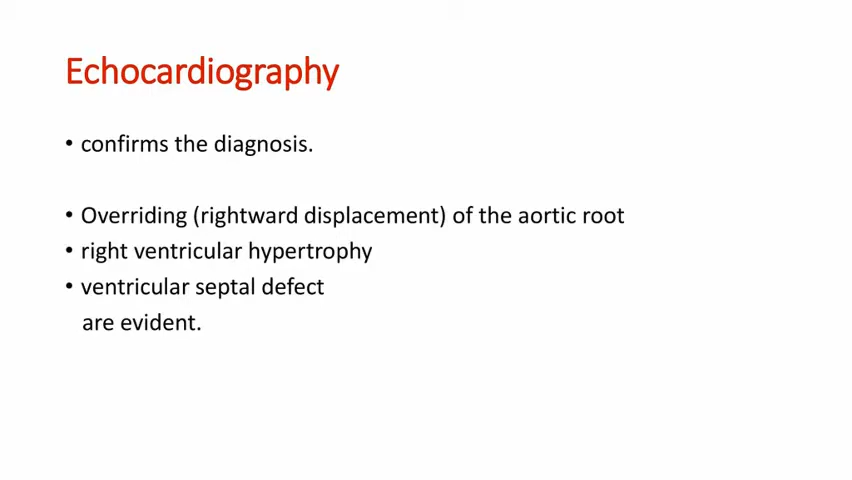 Echocardiography
• confirms the diagnosis.
• Overriding (rightward displacement) of the aortic root
• right ventricular hypertrophy
• ventricular septal defect
are evident.